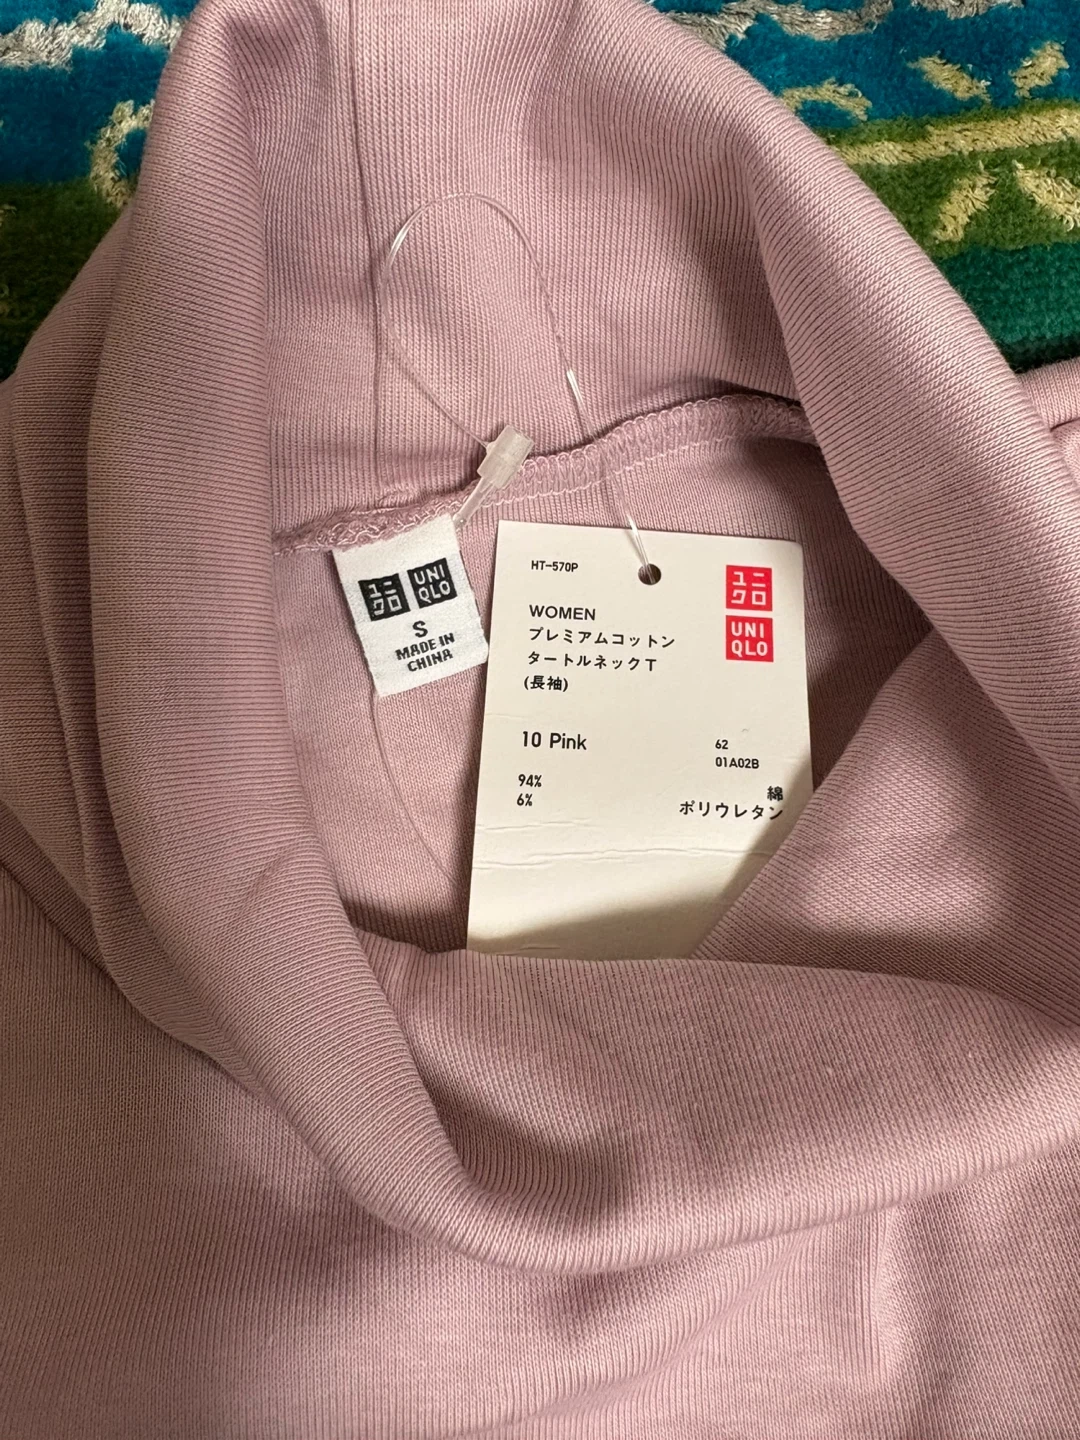 ユニ
クロ
UNI
QLO
S
MADE IN
CHINA
HT-570P
ユニ
クロ
UNI
QLO
WOMEN
プレミアムコットン
タートルネックT
(長袖)
10 Pink
62
01A02B
94%
綿
6%
ポリウレタン